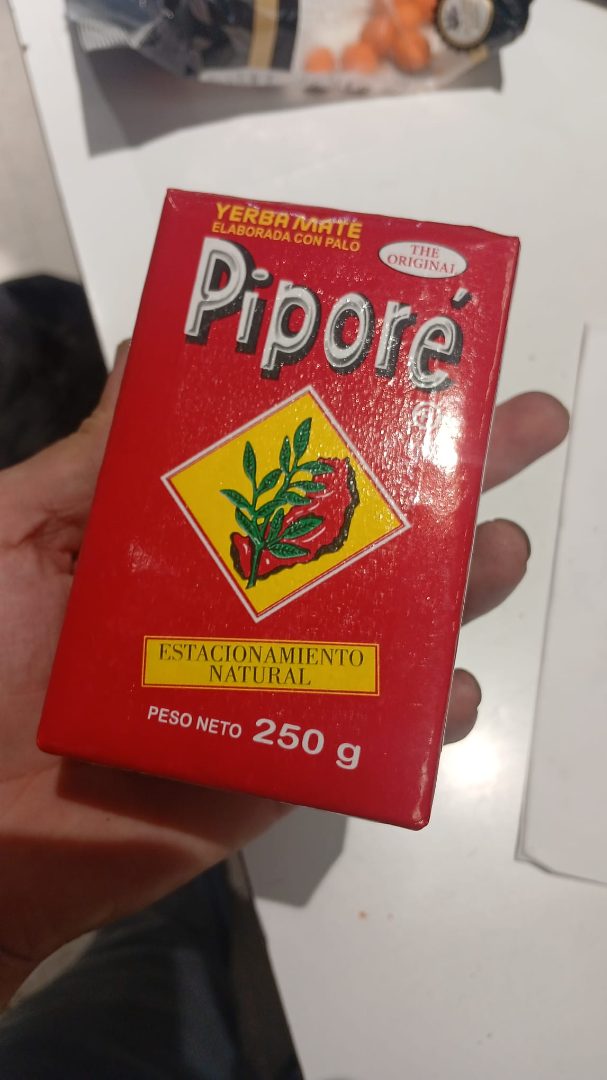 YERBA MATE
ELABORADA CON PALO
THE
ORIGINAL
Piporé
®
ESTACIONAMIENTO
NATURAL
PESO NETO 250 g